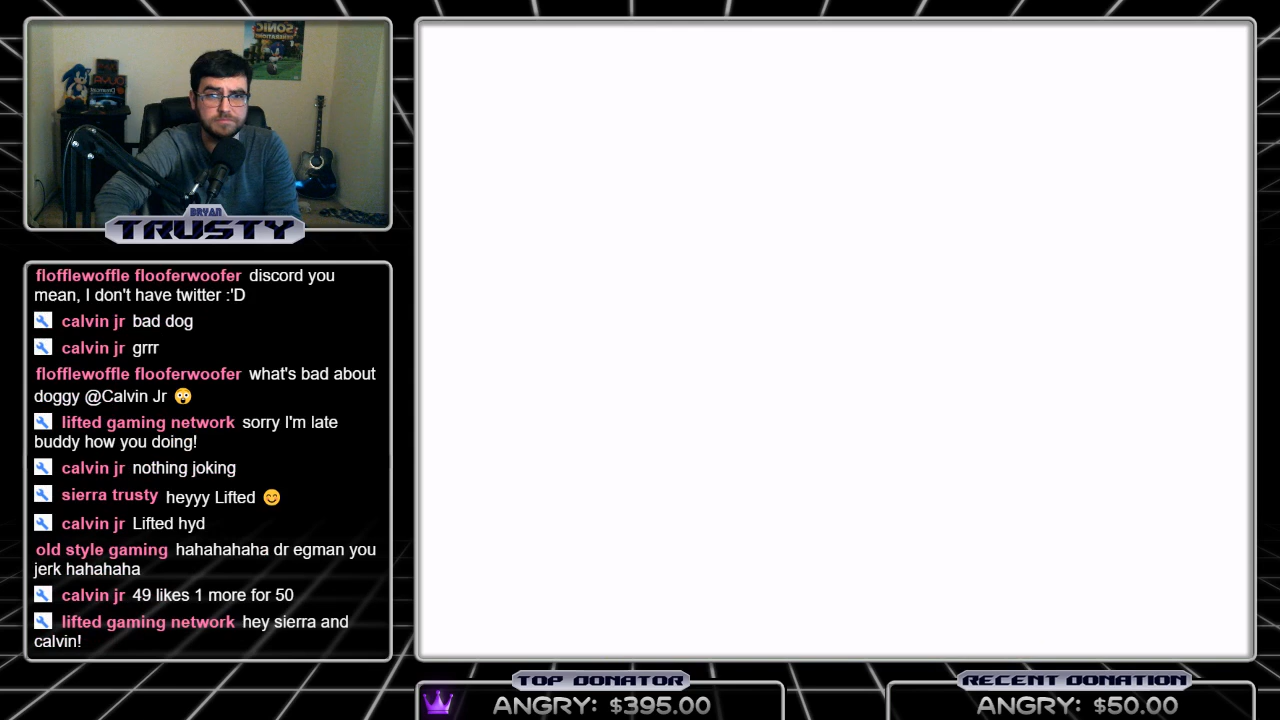 BRYAN
TRUSTY
flofflewoffle flooferwoofer discord you
mean, I don't have twitter :'D
calvin jr bad dog
calvin jr grrr
flofflewoffle flooferwoofer what's bad about
doggy @Calvin Jr 😲
lifted gaming network sorry I'm late
buddy how you doing!
calvin jr nothing joking
sierra trusty heyyy Lifted 😊
calvin jr Lifted hyd
old style gaming hahahahaha dr egman you
jerk hahahaha
calvin jr 49 likes 1 more for 50
lifted gaming network hey sierra and
calvin!
TOP DONATOR
ANGRY: $395.00
RECENT DONATION
ANGRY: $50.00